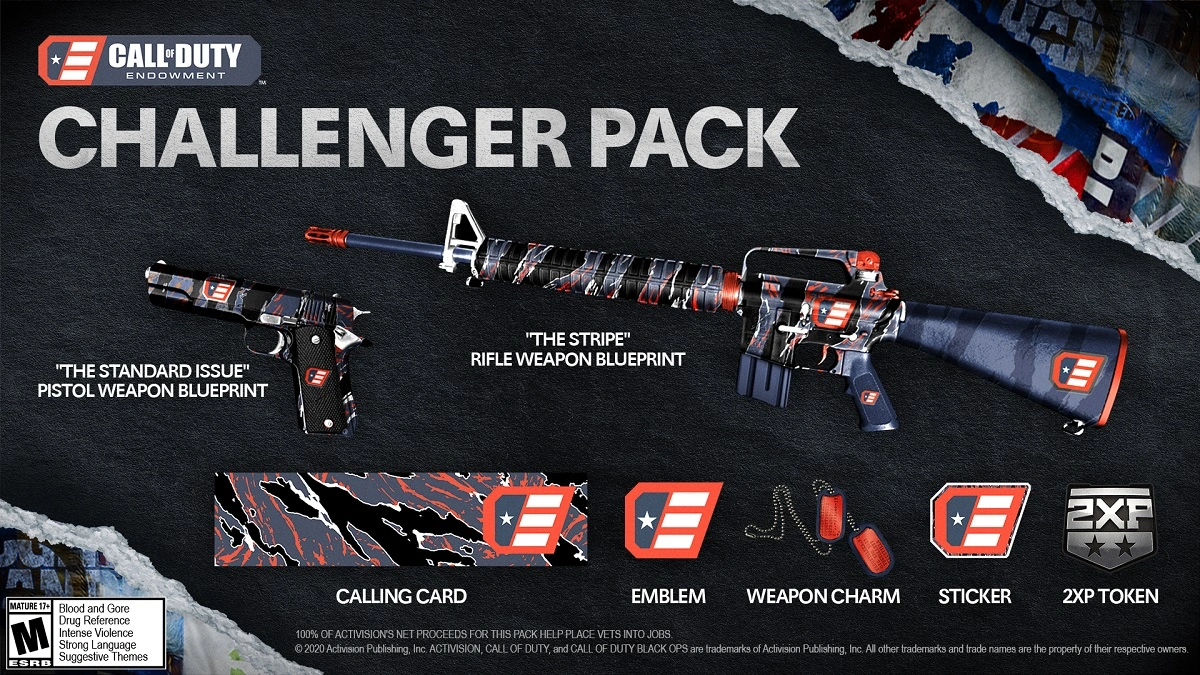 CALL OF DUTY
ENDOWMENT
™
CHALLENGER PACK
"THE STRIPE"
RIFLE WEAPON BLUEPRINT
"THE STANDARD ISSUE"
PISTOL WEAPON BLUEPRINT
2XP
CALLING CARD
EMBLEM
WEAPON CHARM
STICKER
2XP TOKEN
MATURE 17+
M
ESRB
Blood and Gore
Drug Reference
Intense Violence
Strong Language
Suggestive Themes
100% OF ACTIVISION'S NET PROCEEDS FOR THIS PACK HELP PLACE VETS INTO JOBS.
© 2020 Activision Publishing, Inc. ACTIVISION, CALL OF DUTY, and CALL OF DUTY BLACK OPS are trademarks of Activision Publishing, Inc. All other trademarks and trade names are the property of their respective owners.